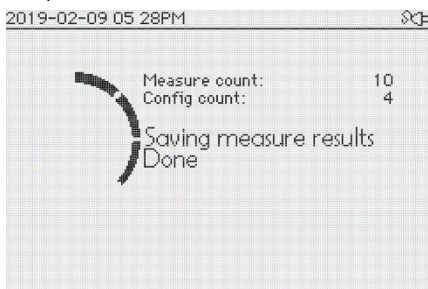 2019-02-09 05 28PM
Measure count: 10
Config count: 4
Saving measure results
Done